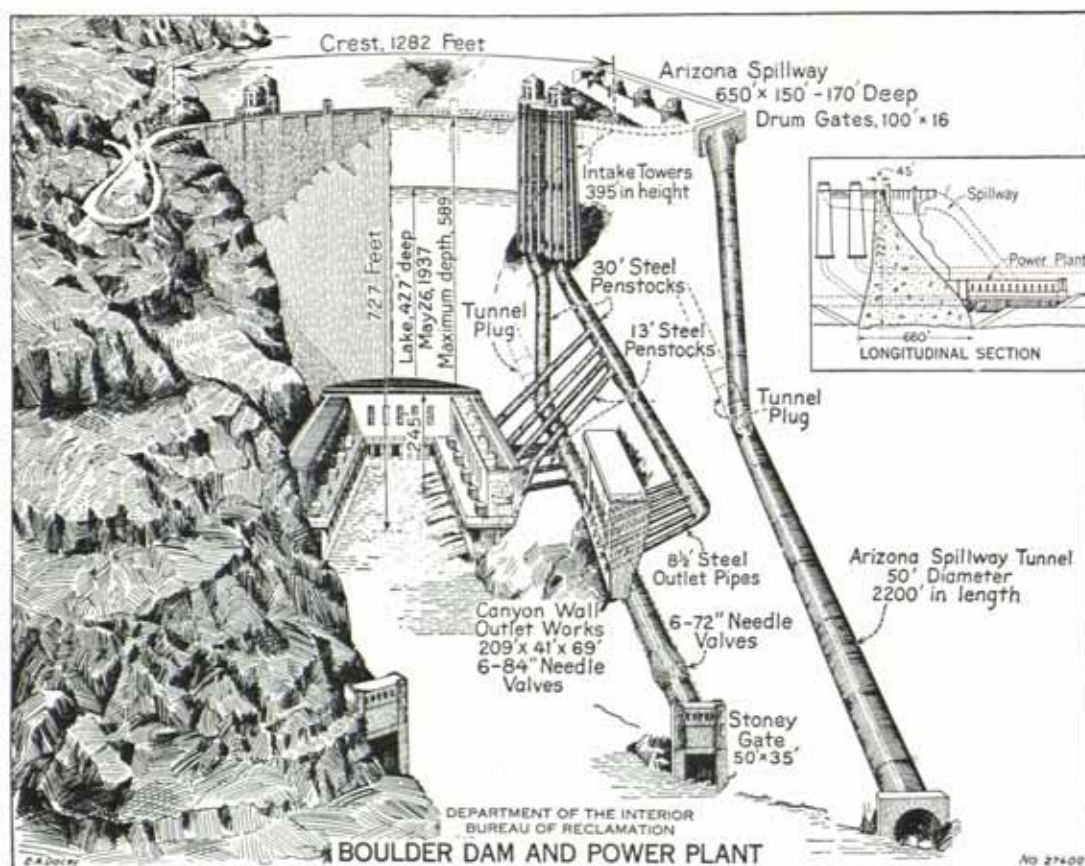 Crest, 1282 Feet
Arizona Spillway
650' × 150' - 170' Deep
Drum Gates, 100' × 16
Intake Towers
395 in height
727 Feet
Lake, 427' deep
May 26, 1937
Maximum depth, 589'
245'
Tunnel
Plug
30' Steel
Penstocks
13' Steel
Penstocks
Tunnel
Plug
45'
Spillway
727'
Power Plant
660'
LONGITUDINAL SECTION
8½' Steel
Outlet Pipes
Arizona Spillway Tunnel
50' Diameter
2200' in length
Canyon Wall
Outlet Works
209' x 41' x 69'
6-84" Needle
Valves
6-72" Needle
Valves
Stoney
Gate
50' × 35'
DEPARTMENT OF THE INTERIOR
BUREAU OF RECLAMATION
BOULDER DAM AND POWER PLANT